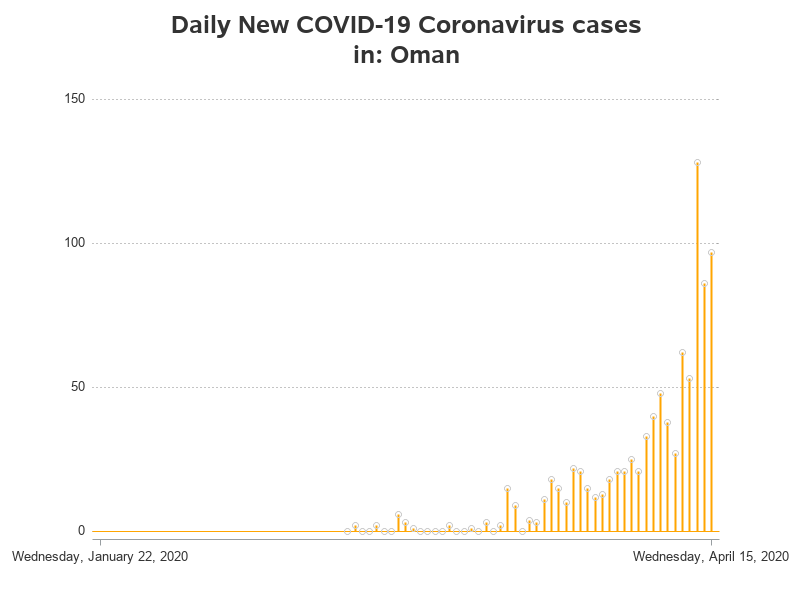 Daily New COVID-19 Coronavirus cases
in: Oman
150
100
50
0
Wednesday, January 22, 2020
Wednesday, April 15, 2020